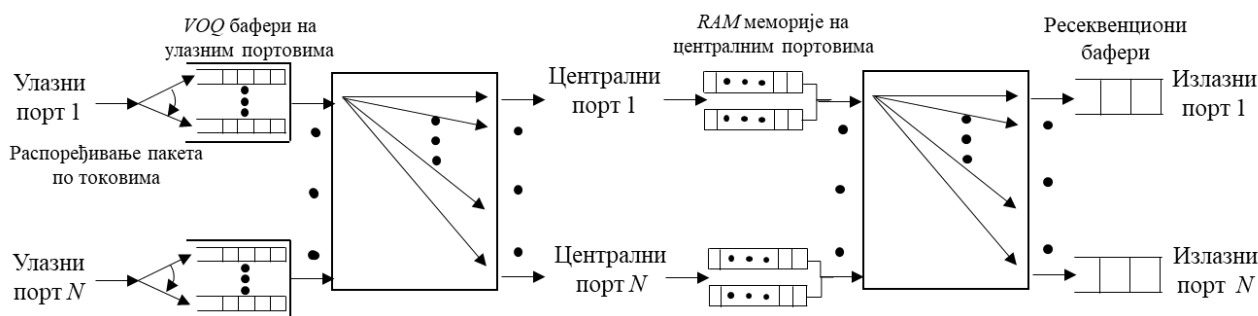 VOQ бафери на
улазним портовима
RAM меморије на
централним портовима
Ресеквенциони
бафери
Улазни
порт 1
Централни
порт 1
Излазни
порт 1
Распоређивање пакета
по токовима
Улазни
порт N
Централни
порт N
Излазни
порт N